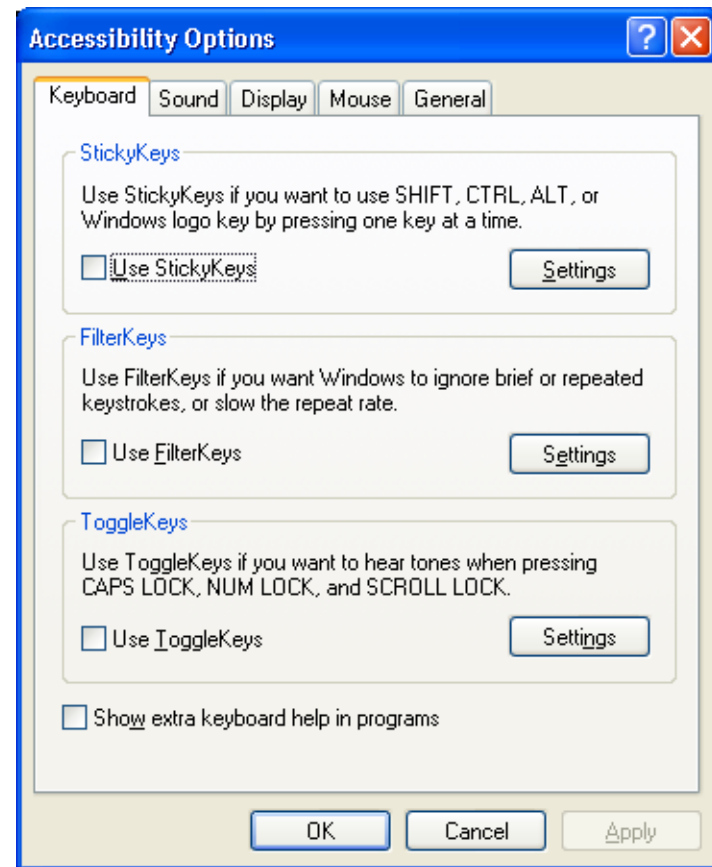 Accessibility Options
Keyboard Sound Display Mouse General
StickyKeys
Use StickyKeys if you want to use SHIFT, CTRL, ALT, or
Windows logo key by pressing one key at a time.
Use StickyKeys Settings
FilterKeys
Use FilterKeys if you want Windows to ignore brief or repeated
keystrokes, or slow the repeat rate.
Use FilterKeys Settings
ToggleKeys
Use ToggleKeys if you want to hear tones when pressing
CAPS LOCK, NUM LOCK, and SCROLL LOCK.
Use ToggleKeys Settings
Show extra keyboard help in programs
OK Cancel Apply